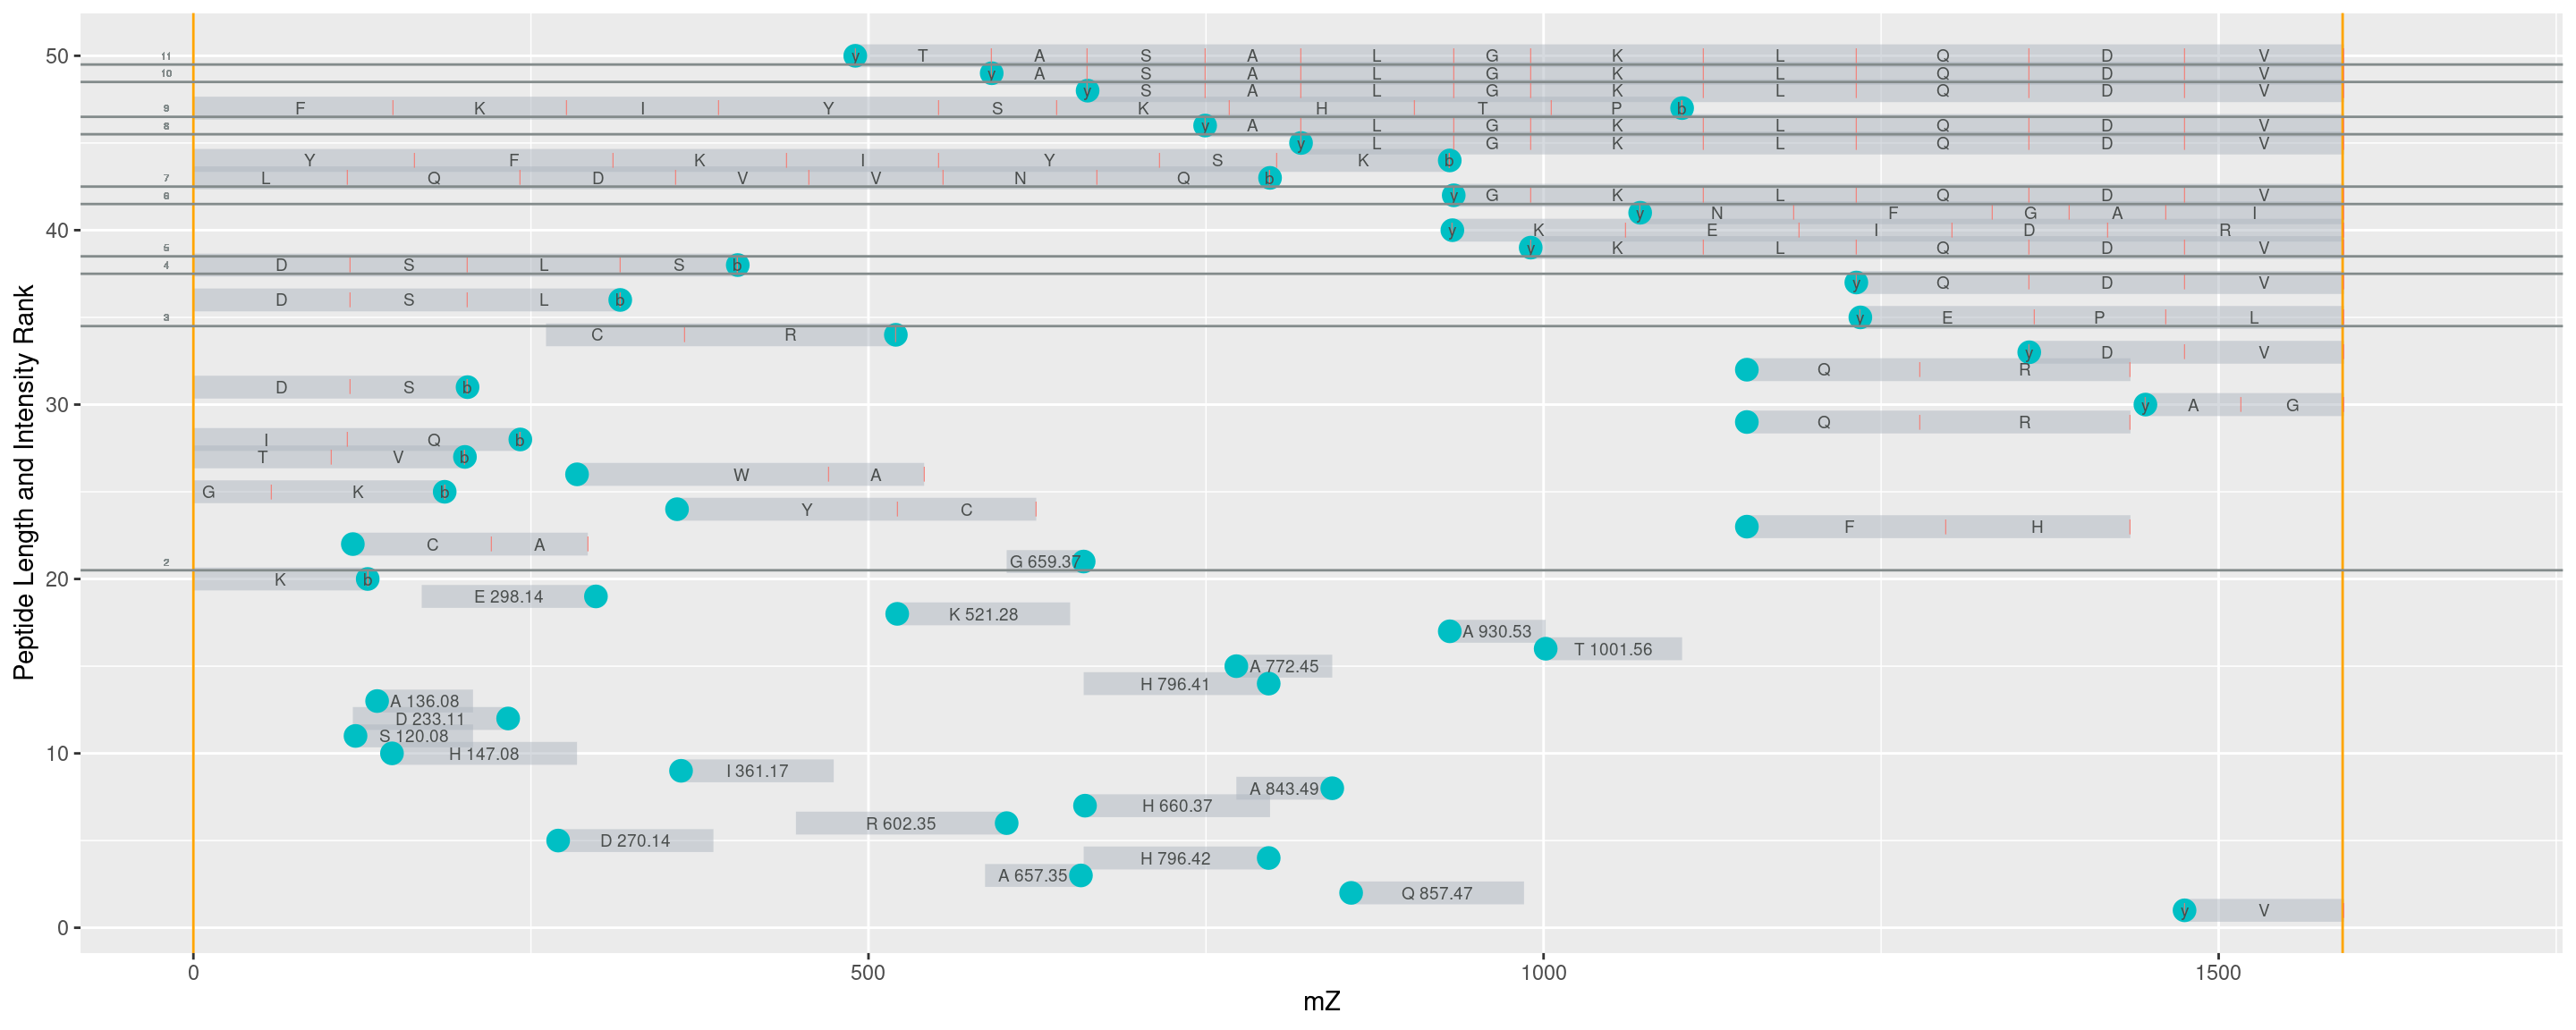 50 11 y T A S A L G K L Q D V
10 y A S A L G K L Q D V
y S A L G K L Q D V
9 F K I Y S K H T P b
8 y A L G K L Q D V
y L G K L Q D V
Y F K I Y S K b
7 L Q D V V N Q b
6 y G K L Q D V
y N F G A I
40 y K E I D R
5 y K L Q D V
4 D S L S b
y Q D V
D S L b
3 y E P L
C R
y D V
Q R
D S b
30 y A G
Q R
I Q b
T V b
W A
G K b
Y C
F H
C A
2 G 659.37
20 K b
E 298.14
K 521.28
A 930.53
T 1001.56
A 772.45
H 796.41
A 136.08
D 233.11
S 120.08
10 H 147.08
I 361.17
A 843.49
H 660.37
R 602.35
D 270.14
H 796.42
A 657.35
Q 857.47
y V
0
0 500 1000 1500
mZ
Peptide Length and Intensity Rank